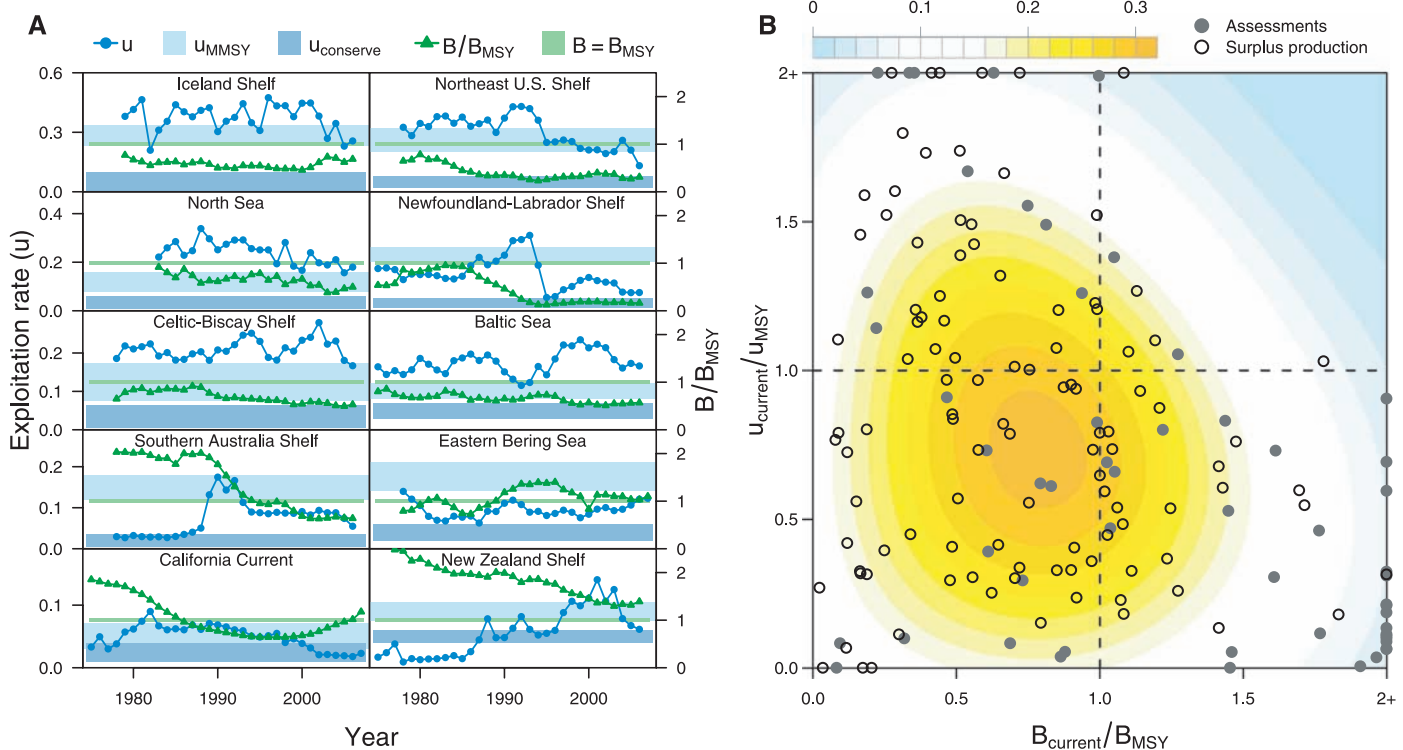 A
u
uMMSY
uconserve
B/BMSY
B = BMSY
Iceland Shelf
Northeast U.S. Shelf
North Sea
Newfoundland-Labrador Shelf
Celtic-Biscay Shelf
Baltic Sea
Southern Australia Shelf
Eastern Bering Sea
California Current
New Zealand Shelf
Exploitation rate (u)
0.6
0.3
0.0
0.4
0.2
0.0
0.2
0.1
0.0
0.2
0.1
0.0
0.1
0.0
2
1
0
2
1
0
2
1
0
2
1
0
2
1
0
B/BMSY
1980 1990 2000 1980 1990 2000
Year
B
0 0.1 0.2 0.3
Assessments
Surplus production
2+
1.5
1.0
0.5
0.0
ucurrent/uMSY
0.0 0.5 1.0 1.5 2+
Bcurrent/BMSY